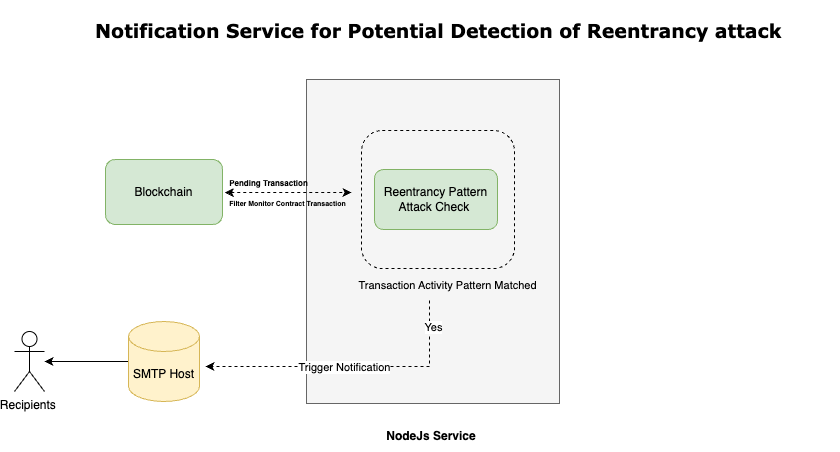 Notification Service for Potential Detection of Reentrancy attack
Blockchain
Pending Transaction
Filter Monitor Contract Transaction
Reentrancy Pattern
Attack Check
Transaction Activity Pattern Matched
Yes
Trigger Notification
SMTP Host
Recipients
NodeJs Service